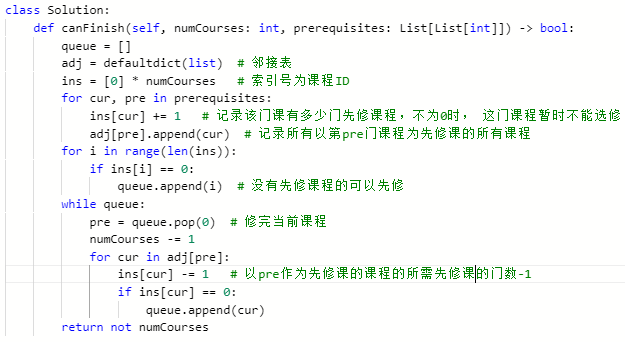 class Solution:
    def canFinish(self, numCourses: int, prerequisites: List[List[int]]) -> bool:
        queue = []
        adj = defaultdict(list)  # 邻接表
        ins = [0] * numCourses   # 索引号为课程ID
        for cur, pre in prerequisites:
            ins[cur] += 1  # 记录该门课有多少门先修课程，不为0时， 这门课程暂时不能选修
            adj[pre].append(cur)  # 记录所有以第pre门课程为先修课的所有课程
        for i in range(len(ins)):
            if ins[i] == 0:
                queue.append(i)  # 没有先修课程的可以先修
        while queue:
            pre = queue.pop(0)  # 修完当前课程
            numCourses -= 1
            for cur in adj[pre]:
                ins[cur] -= 1   # 以pre作为先修课的课程的所需先修课的门数-1
                if ins[cur] == 0:
                    queue.append(cur)
        return not numCourses